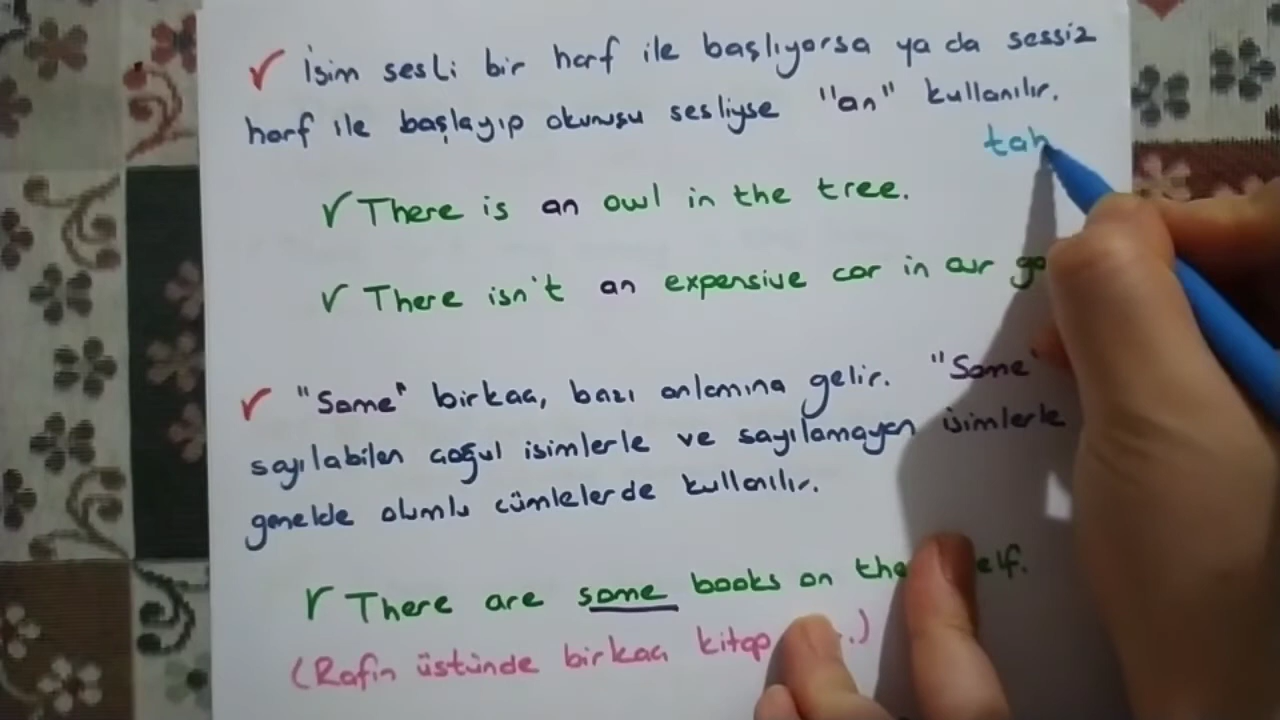 ✓ İsim sesli bir harf ile başlıyorsa ya da sessiz
harf ile başlayıp okunuşu sesliyse "an" kullanılır.
tah
✓ There is an owl in the tree.
✓ There isn't an expensive car in our
✓ "Some" birkaç, bazı anlamına gelir. "Some"
sayılabilen çoğul isimlerle ve sayılamayan isimlerle
genelde olumlu cümlelerde kullanılır.
✓ There are some books on the
(Rafın üstünde birkaç kitap